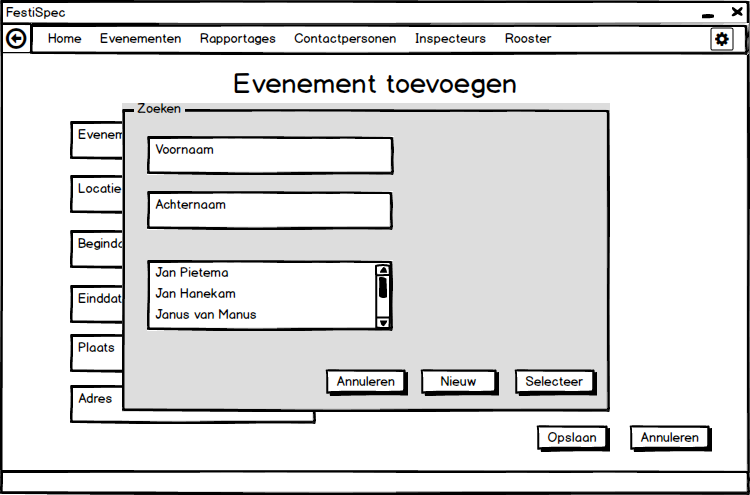 FestiSpec
Home Evenementen Rapportages Contactpersonen Inspecteurs Rooster
Evenement toevoegen
Zoeken
Evenem
Voornaam
Locatie
Achternaam
Begind
Jan Pietema
Jan Hanekam
Janus van Manus
Einddat
Plaats
Annuleren Nieuw Selecteer
Adres
Opslaan Annuleren